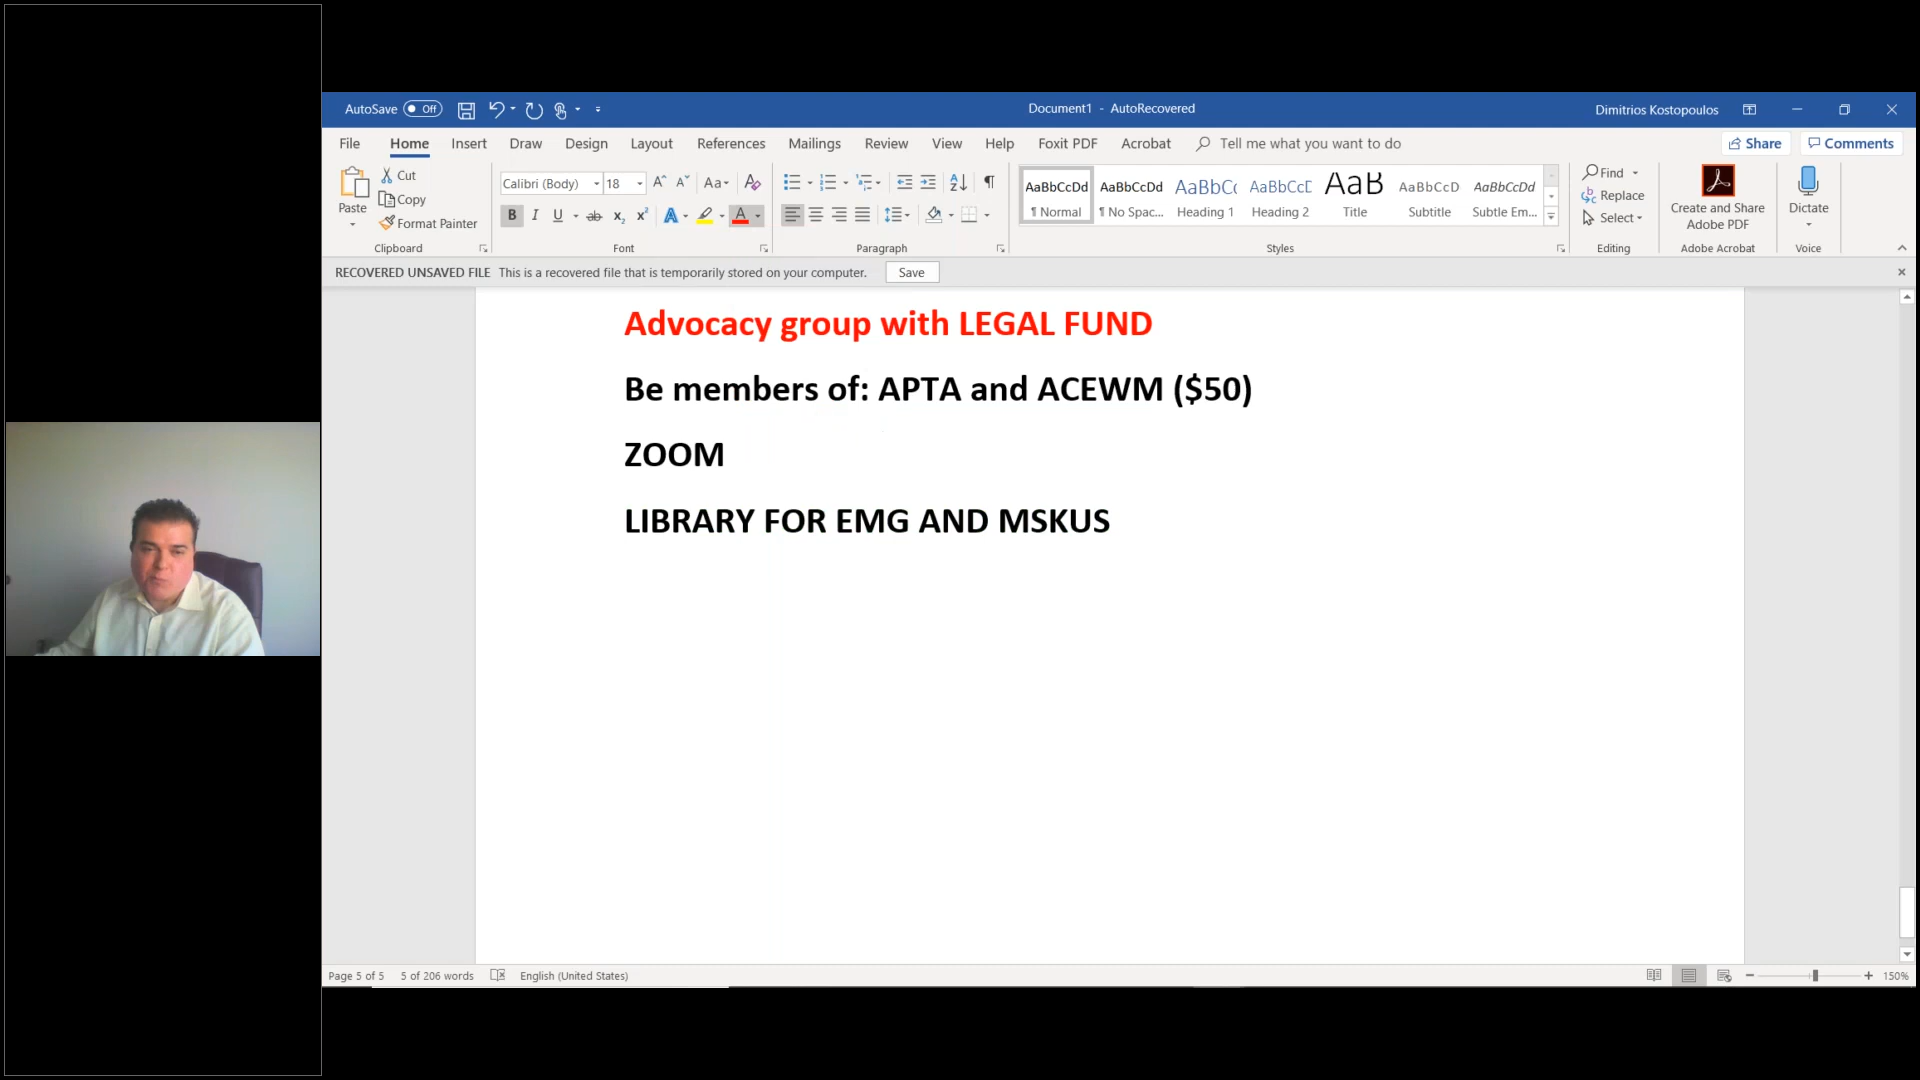 AutoSave Off
Document1 - AutoRecovered
Dimitrios Kostopoulos
File Home Insert Draw Design Layout References Mailings Review View Help Foxit PDF Acrobat Tell me what you want to do
Share Comments
Paste
Cut
Copy
Format Painter
Clipboard
Calibri (Body) 18
Font
Paragraph
AaBbCcDd AaBbCcDd AaBbC AaBbCcD AaB AaBbCcD AaBbCcDd
¶ Normal ¶ No Spac... Heading 1 Heading 2 Title Subtitle Subtle Em...
Styles
Find
Replace
Select
Editing
Create and Share
Adobe PDF
Adobe Acrobat
Dictate
Voice
RECOVERED UNSAVED FILE This is a recovered file that is temporarily stored on your computer. Save
Advocacy group with LEGAL FUND
Be members of: APTA and ACEWM ($50)
ZOOM
LIBRARY FOR EMG AND MSKUS
Page 5 of 5 5 of 206 words English (United States)
150%